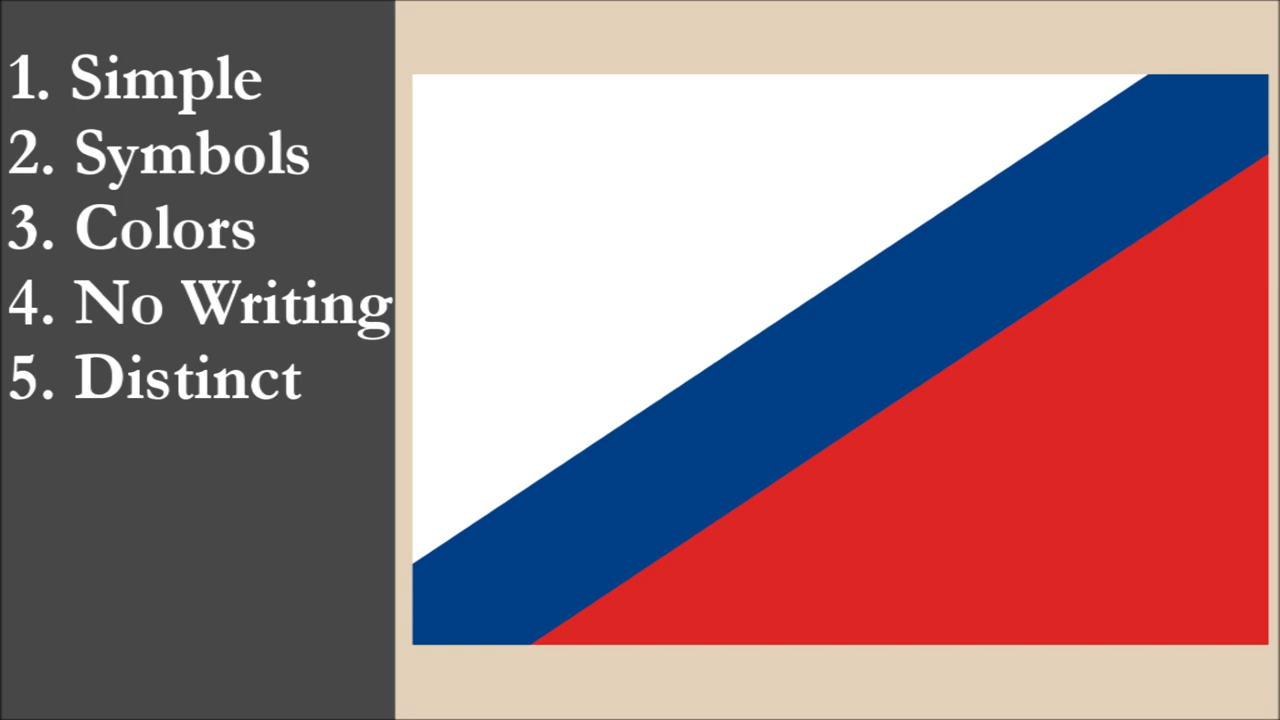 1. Simple
2. Symbols
3. Colors
4. No Writing
5. Distinct